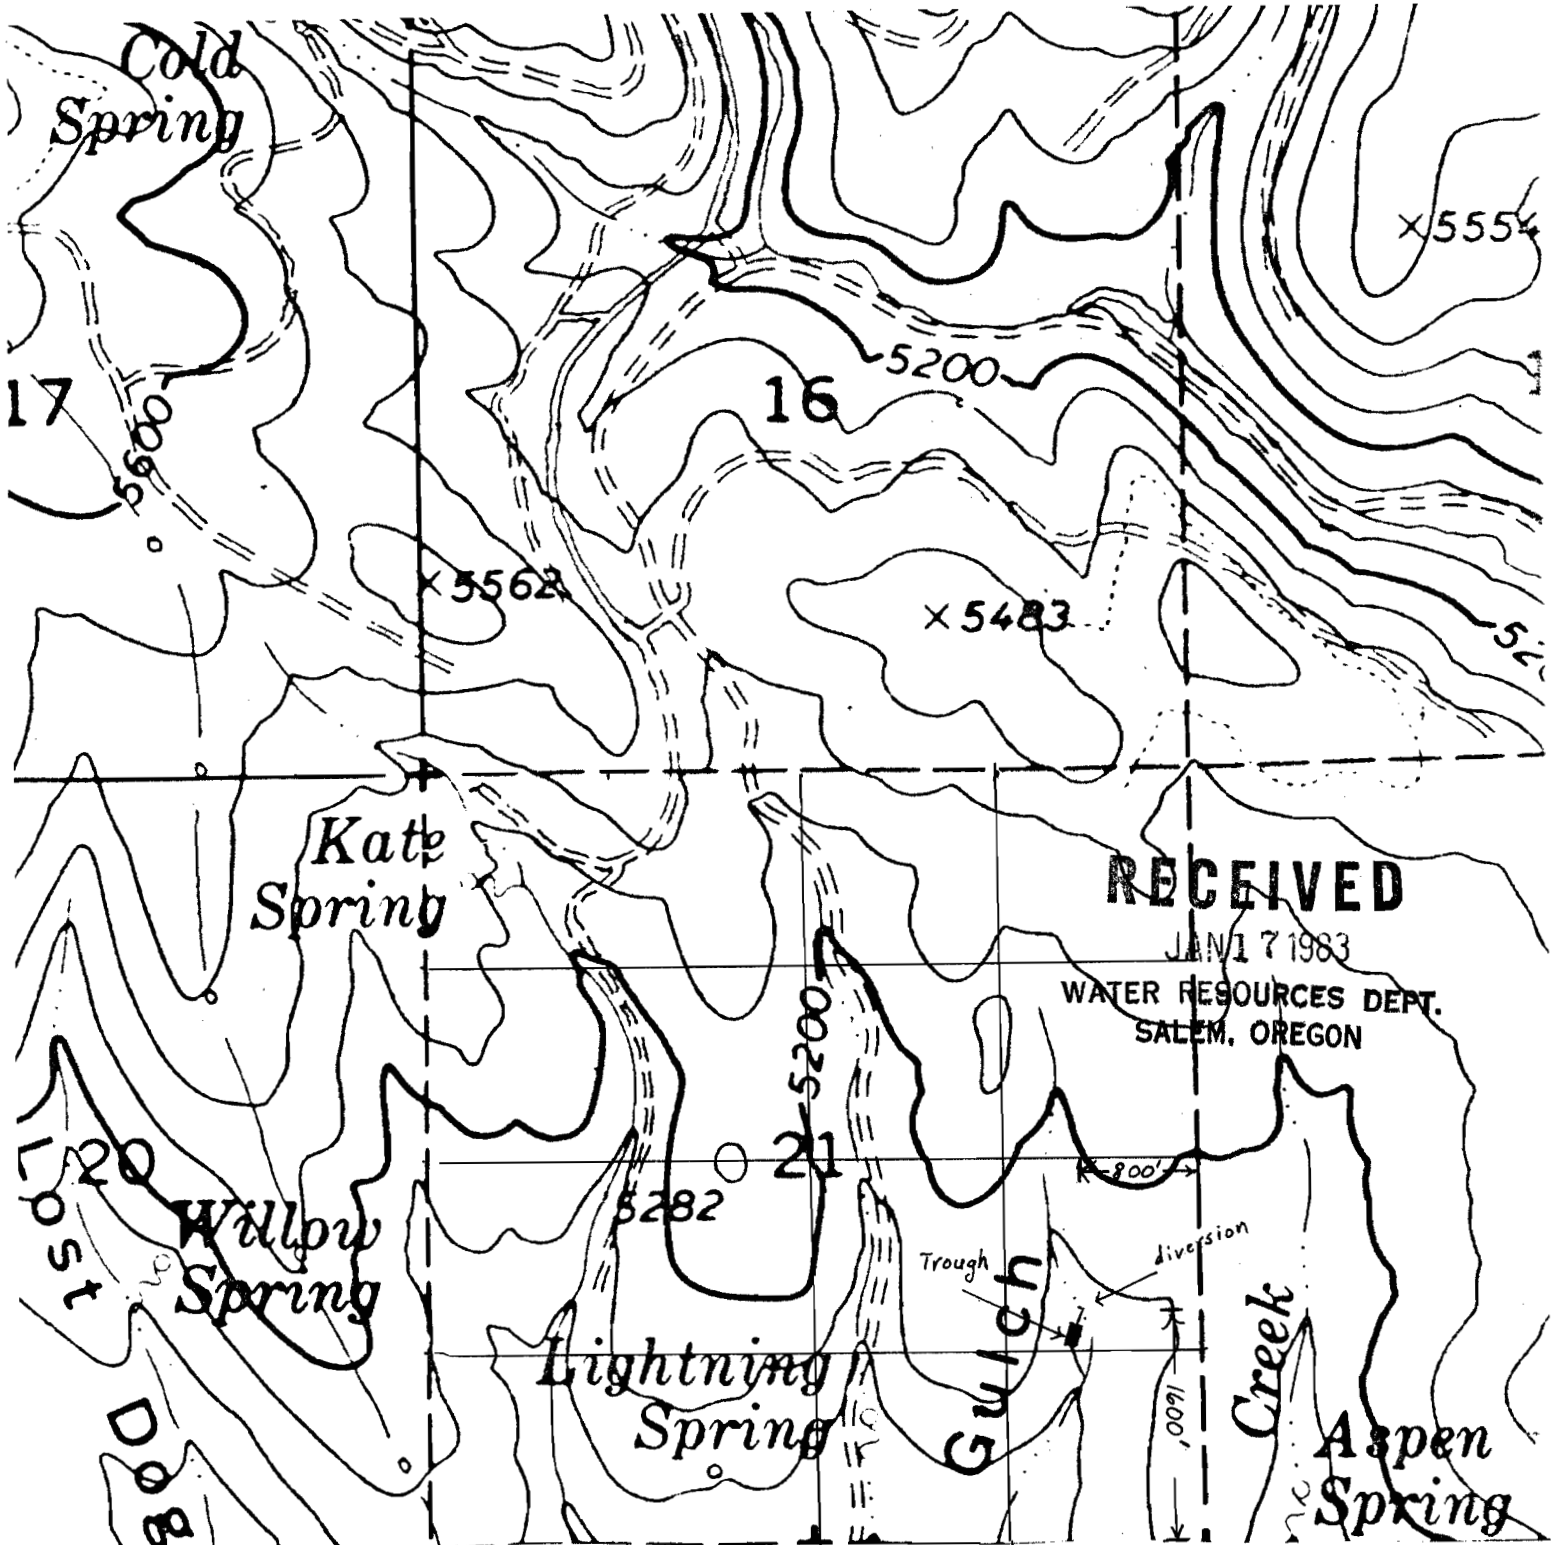 Cold
Spring
×5554
5200
16
17
5600
×5562
×5483
Kate
Spring
RECEIVED
JAN 17 1983
WATER RESOURCES DEPT.
SALEM, OREGON
5200
20
21
800'
Lost
Willow
Spring
5282
Trough
diversion
Gulch
Creek
Lightning
Spring
1600'
Dog
Aspen
Spring